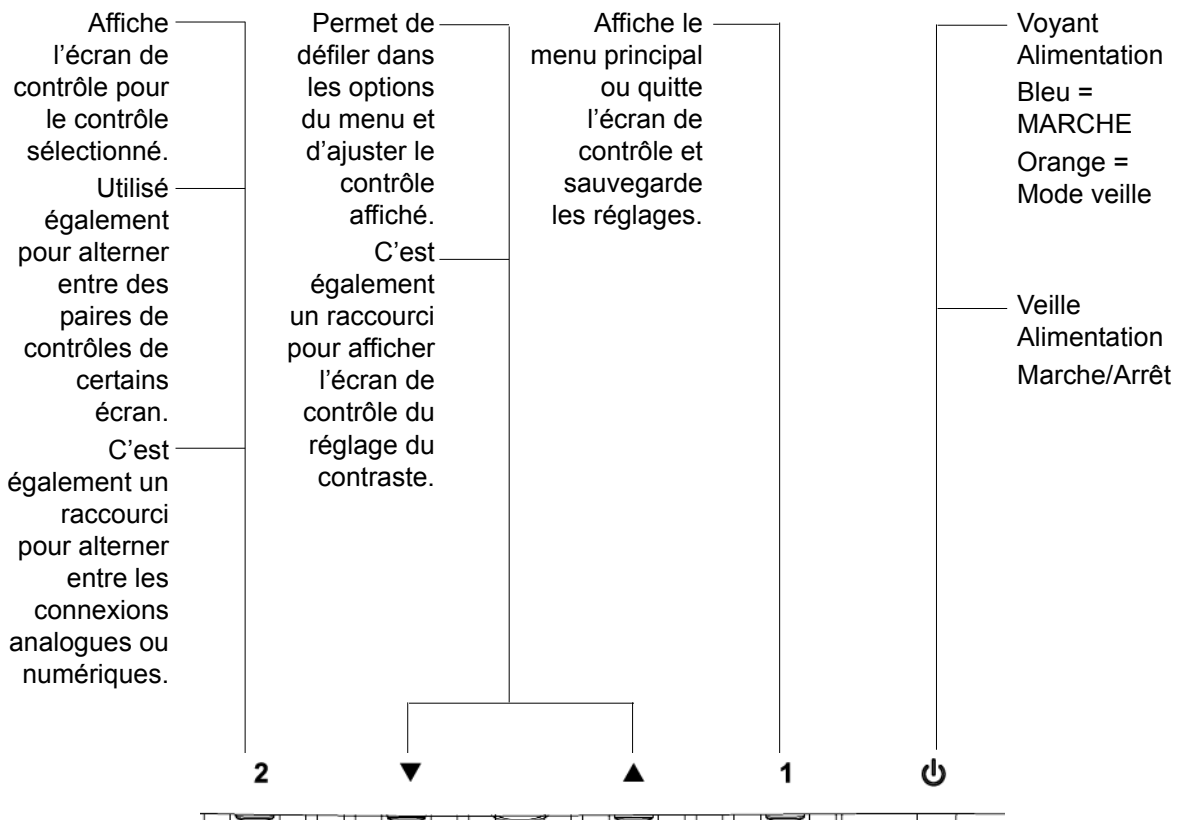 Affiche
l’écran de
contrôle pour
le contrôle
sélectionné.
Utilisé
également
pour alterner
entre des
paires de
contrôles de
certains
écran.
C’est
également un
raccourci
pour alterner
entre les
connexions
analogues ou
numériques.
Permet de
défiler dans
les options
du menu et
d’ajuster le
contrôle
affiché.
C’est
également
un raccourci
pour afficher
l’écran de
contrôle du
réglage du
contraste.
Affiche le
menu principal
ou quitte
l’écran de
contrôle et
sauvegarde
les réglages.
Voyant
Alimentation
Bleu =
MARCHE
Orange =
Mode veille
Veille
Alimentation
Marche/Arrêt
2 ▼ ▲ 1 ⏻